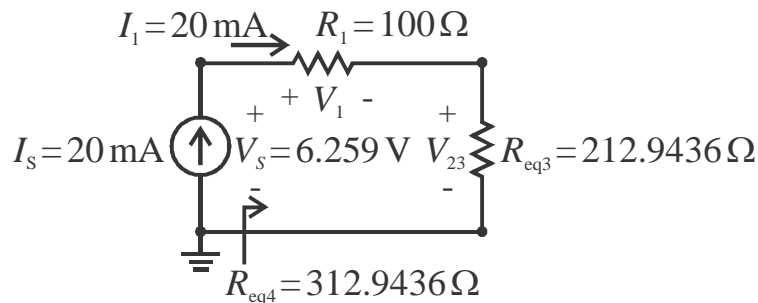 I₁=20 mA R₁=100 Ω
+ V₁ -
+ +
Iₛ=20 mA Vₛ=6.259 V V₂₃ Req3=212.9436 Ω
- -
Req4=312.9436 Ω